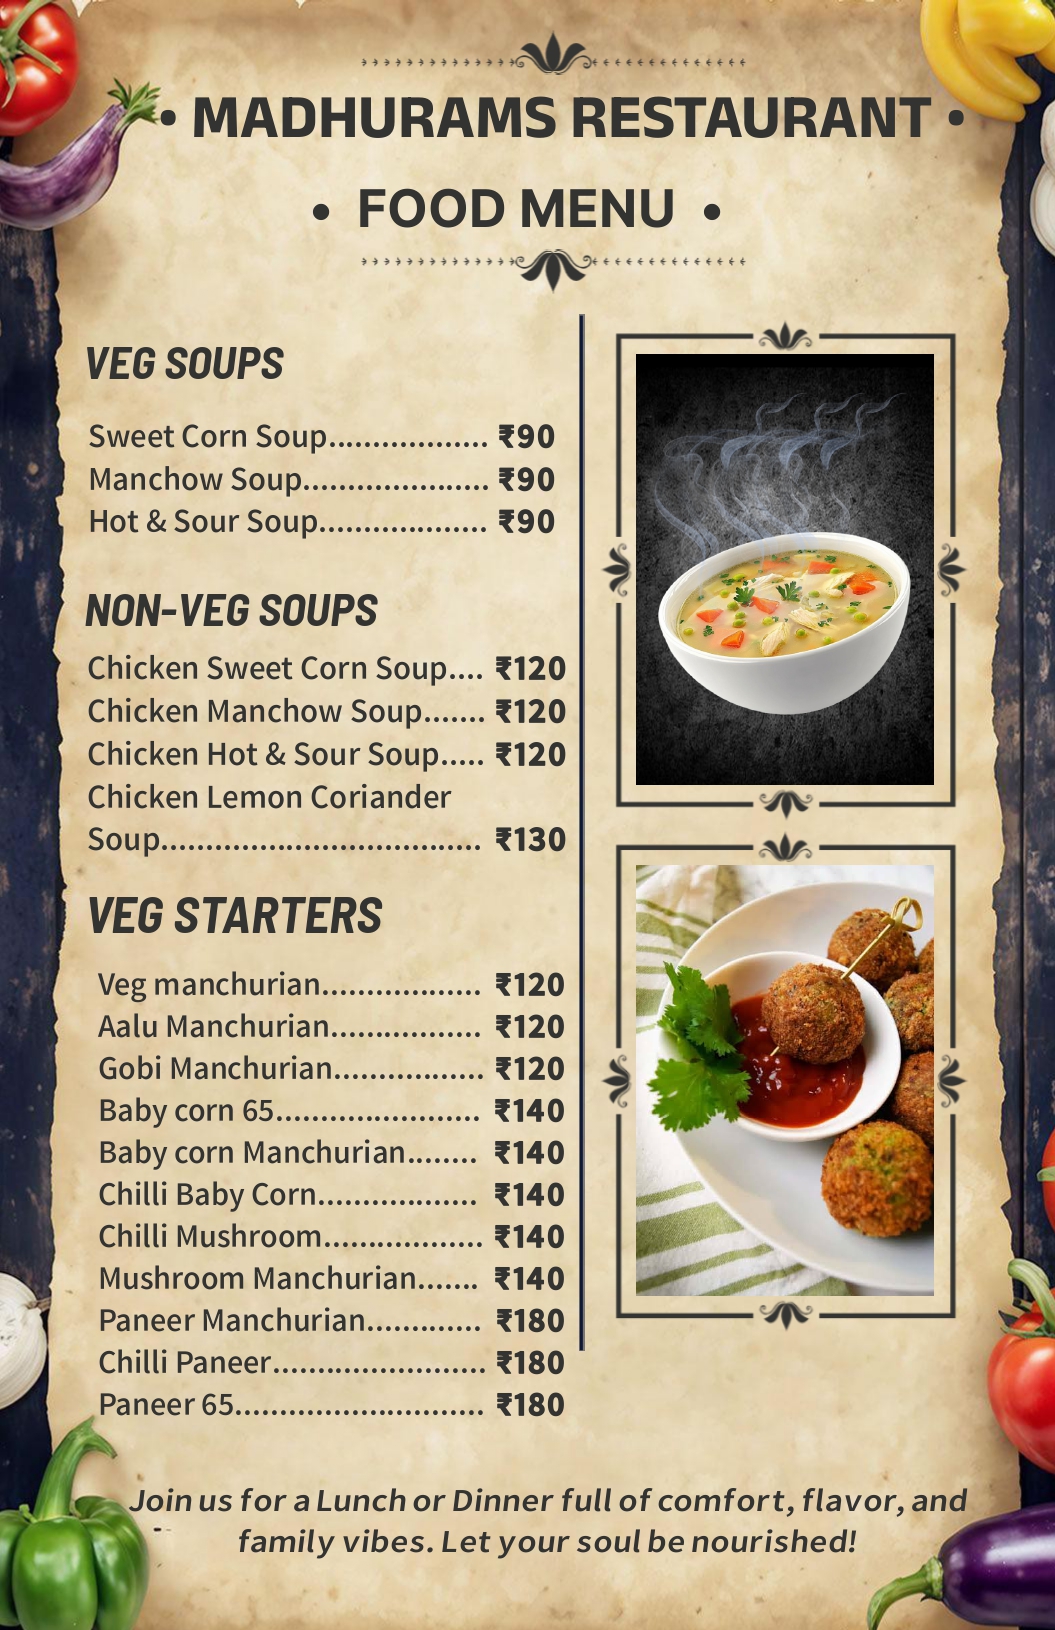 • MADHURAMS RESTAURANT •
• FOOD MENU •
VEG SOUPS
Sweet Corn Soup.................. ₹90
Manchow Soup..................... ₹90
Hot & Sour Soup................... ₹90
NON-VEG SOUPS
Chicken Sweet Corn Soup.... ₹120
Chicken Manchow Soup....... ₹120
Chicken Hot & Sour Soup..... ₹120
Chicken Lemon Coriander
Soup.................................... ₹130
VEG STARTERS
Veg manchurian.................. ₹120
Aalu Manchurian................. ₹120
Gobi Manchurian................. ₹120
Baby corn 65....................... ₹140
Baby corn Manchurian........ ₹140
Chilli Baby Corn.................. ₹140
Chilli Mushroom.................. ₹140
Mushroom Manchurian....... ₹140
Paneer Manchurian............. ₹180
Chilli Paneer........................ ₹180
Paneer 65............................ ₹180
Join us for a Lunch or Dinner full of comfort, flavor, and
family vibes. Let your soul be nourished!